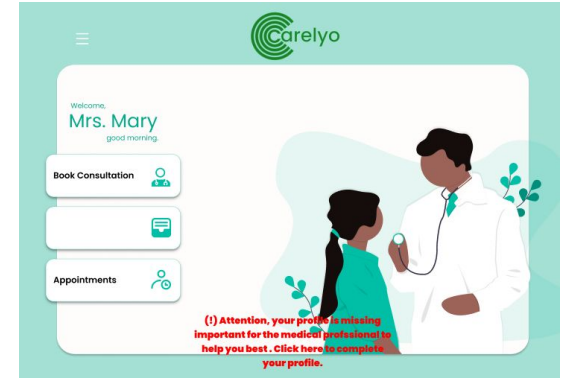 Carelyo
Welcome,
Mrs. Mary
good morning.
Book Consultation
Appointments
(!) Attention, your profile is missing
important for the medical profssional to
help you best . Click here to complete
your profile.